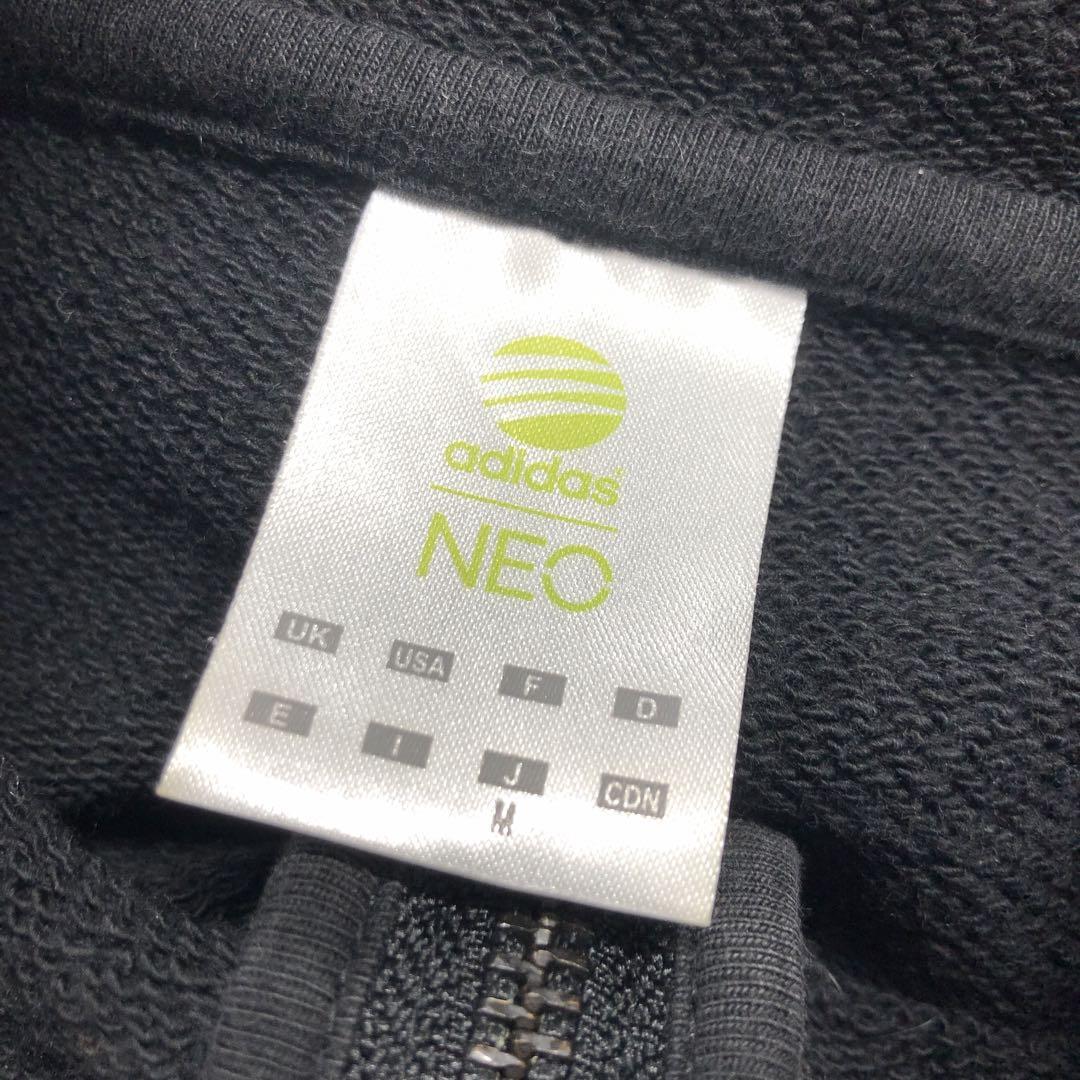 adidas
NEO
UK USA F D
E I J CDN
M